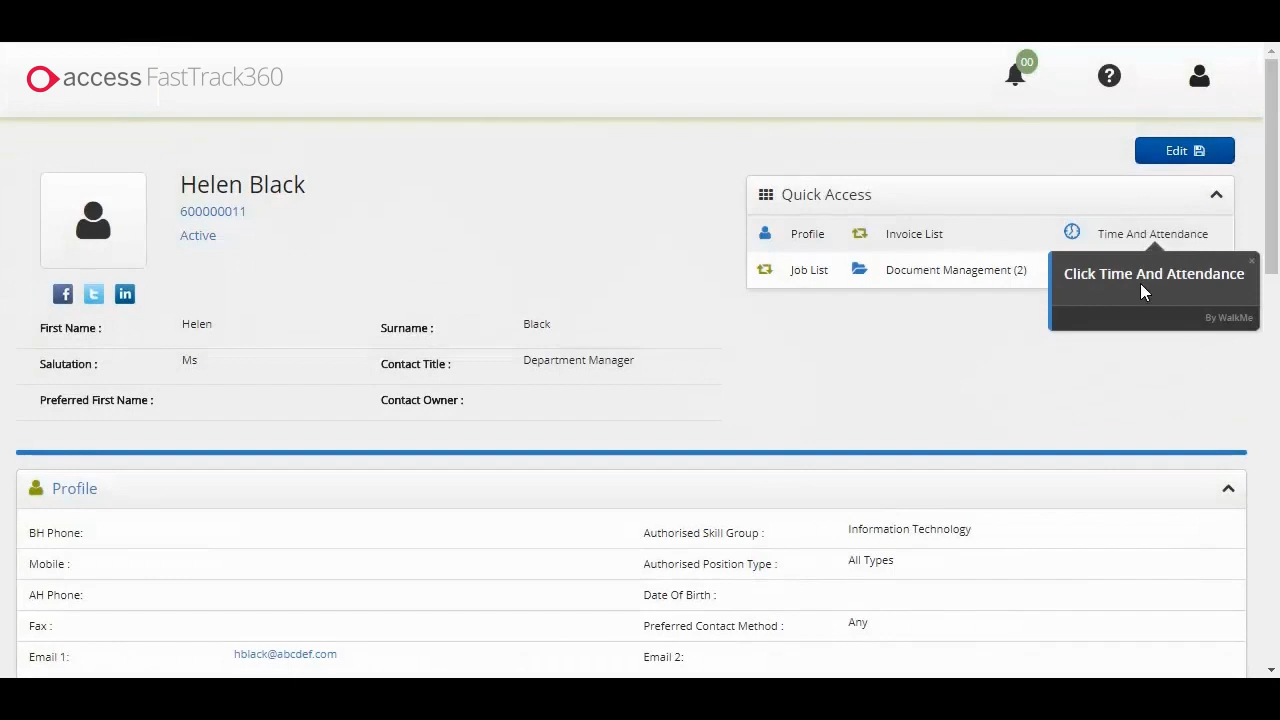 access FastTrack360
00
Edit
Helen Black
600000011
Active
Quick Access
Profile Invoice List Time And Attendance
Job List Document Management (2)
Click Time And Attendance
By WalkMe
First Name : Helen Surname : Black
Salutation : Ms Contact Title : Department Manager
Preferred First Name : Contact Owner :
Profile
BH Phone: Authorised Skill Group : Information Technology
Mobile : Authorised Position Type : All Types
AH Phone: Date Of Birth :
Fax : Preferred Contact Method : Any
Email 1: hblack@abcdef.com Email 2: